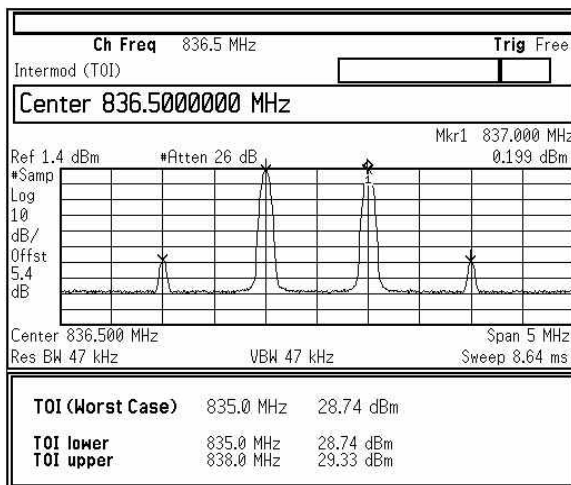 Ch Freq 836.5 MHz Trig Free
Intermod (TOI)
Center 836.5000000 MHz
Mkr1 837.000 MHz
Ref 1.4 dBm #Atten 26 dB 0.199 dBm
#Samp
Log
10
dB/
Offst
5.4
dB
1
Center 836.500 MHz Span 5 MHz
Res BW 47 kHz VBW 47 kHz Sweep 8.64 ms
TOI (Worst Case) 835.0 MHz 28.74 dBm
TOI lower 835.0 MHz 28.74 dBm
TOI upper 838.0 MHz 29.33 dBm